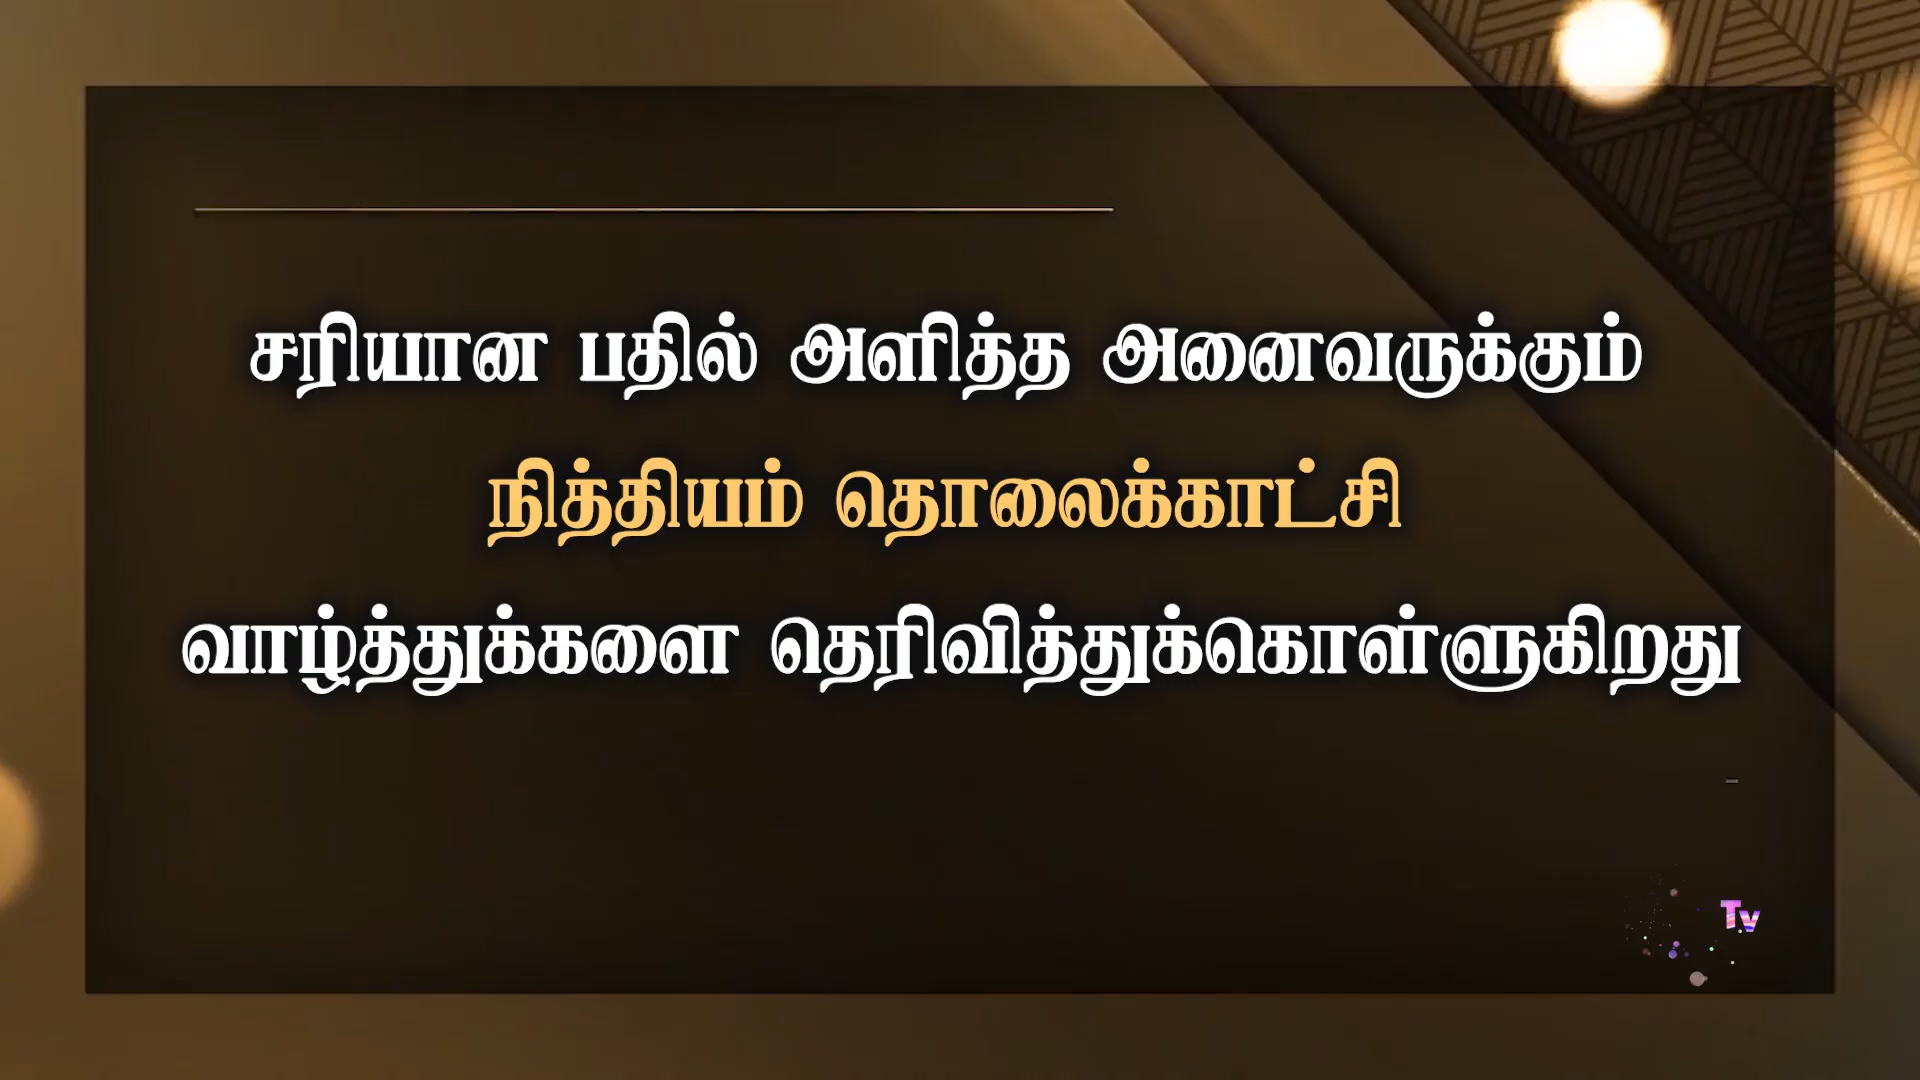 சரியான பதில் அளித்த அனைவருக்கும்
நித்தியம் தொலைக்காட்சி
வாழ்த்துக்களை தெரிவித்துக்கொள்ளுகிறது
T.V